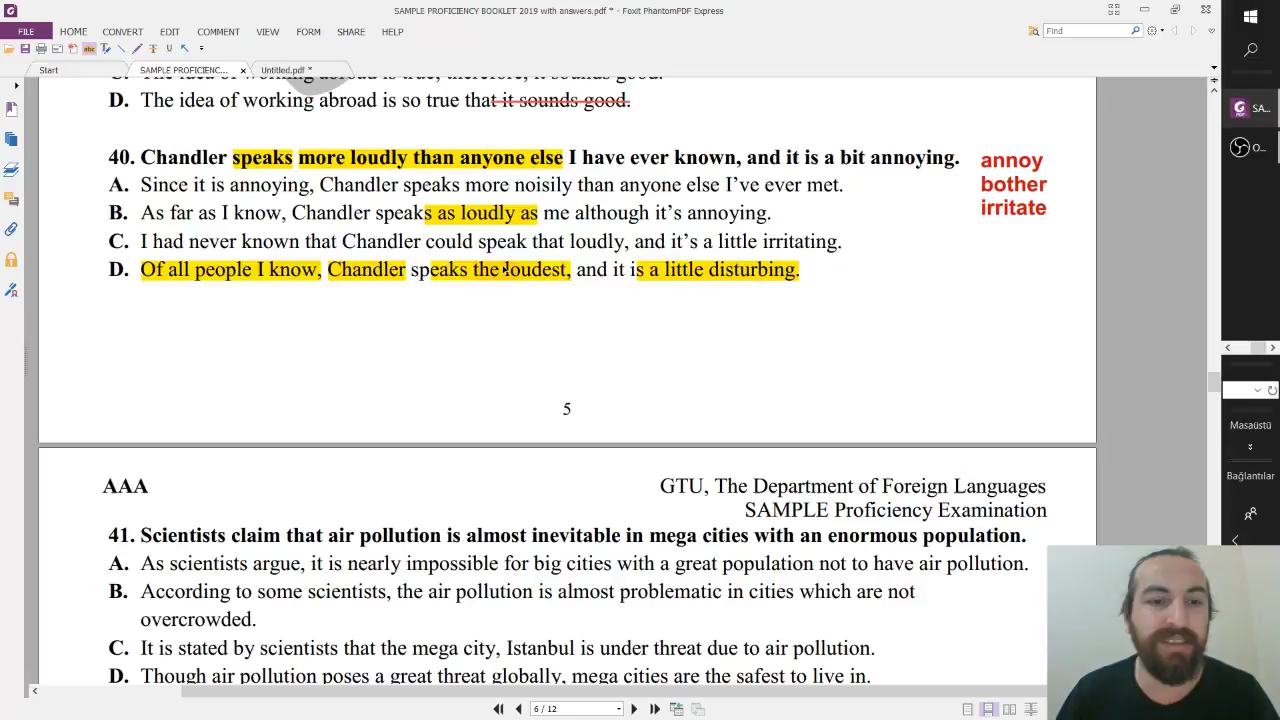 SAMPLE PROFICIENCY BOOKLET 2019 with answers.pdf * - Foxit PhantomPDF Express
FILE HOME CONVERT EDIT COMMENT VIEW FORM SHARE HELP
Find
Start SAMPLE PROFICIENC... Untitled.pdf *
D. The idea of working abroad is so true that it sounds good.
40. Chandler speaks more loudly than anyone else I have ever known, and it is a bit annoying.
A. Since it is annoying, Chandler speaks more noisily than anyone else I've ever met.
B. As far as I know, Chandler speaks as loudly as me although it's annoying.
C. I had never known that Chandler could speak that loudly, and it's a little irritating.
D. Of all people I know, Chandler speaks the loudest, and it is a little disturbing.
annoy
bother
irritate
5
AAA
GTU, The Department of Foreign Languages
SAMPLE Proficiency Examination
41. Scientists claim that air pollution is almost inevitable in mega cities with an enormous population.
A. As scientists argue, it is nearly impossible for big cities with a great population not to have air pollution.
B. According to some scientists, the air pollution is almost problematic in cities which are not
overcrowded.
C. It is stated by scientists that the mega city, Istanbul is under threat due to air pollution.
D. Though air pollution poses a great threat globally, mega cities are the safest to live in.
6 / 12
SA...
O...
Masaüstü
Bağlantılar